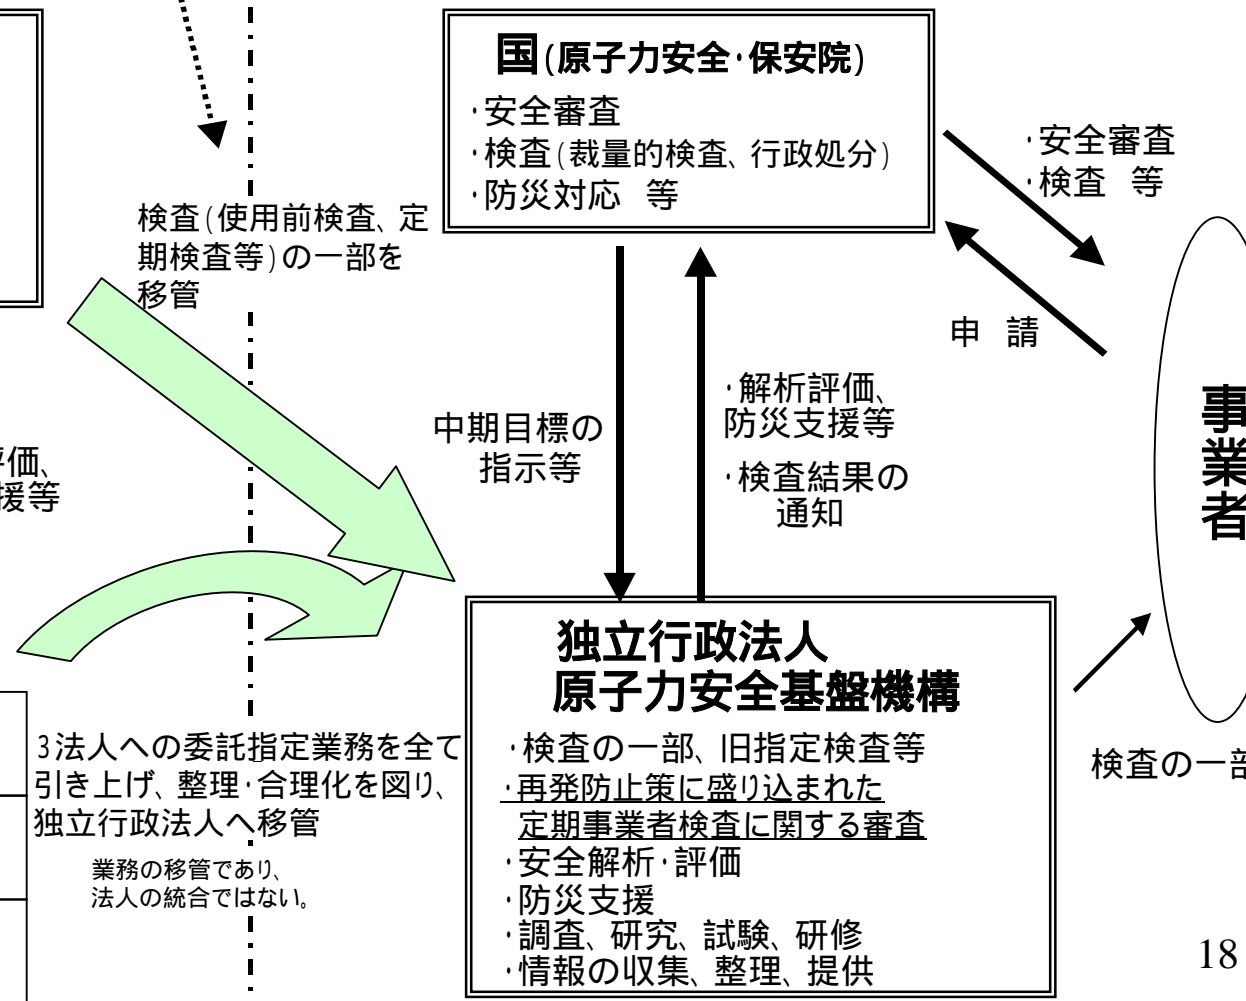 国(原子力安全・保安院)
・安全審査
・検査(裁量的検査、行政処分)
・防災対応 等
・安全審査
・検査 等
検査(使用前検査、定
期検査等)の一部を
移管
申 請
・解析評価、
防災支援等
・検査結果の
通知
中期目標の
指示等
事業者
価、
援等
独立行政法人
原子力安全基盤機構
・検査の一部、旧指定検査等
・再発防止策に盛り込まれた
定期事業者検査に関する審査
・安全解析・評価
・防災支援
・調査、研究、試験、研修
・情報の収集、整理、提供
3法人への委託指定業務を全て
引き上げ、整理・合理化を図り、
独立行政法人へ移管
業務の移管であり、
法人の統合ではない。
検査の一部
18